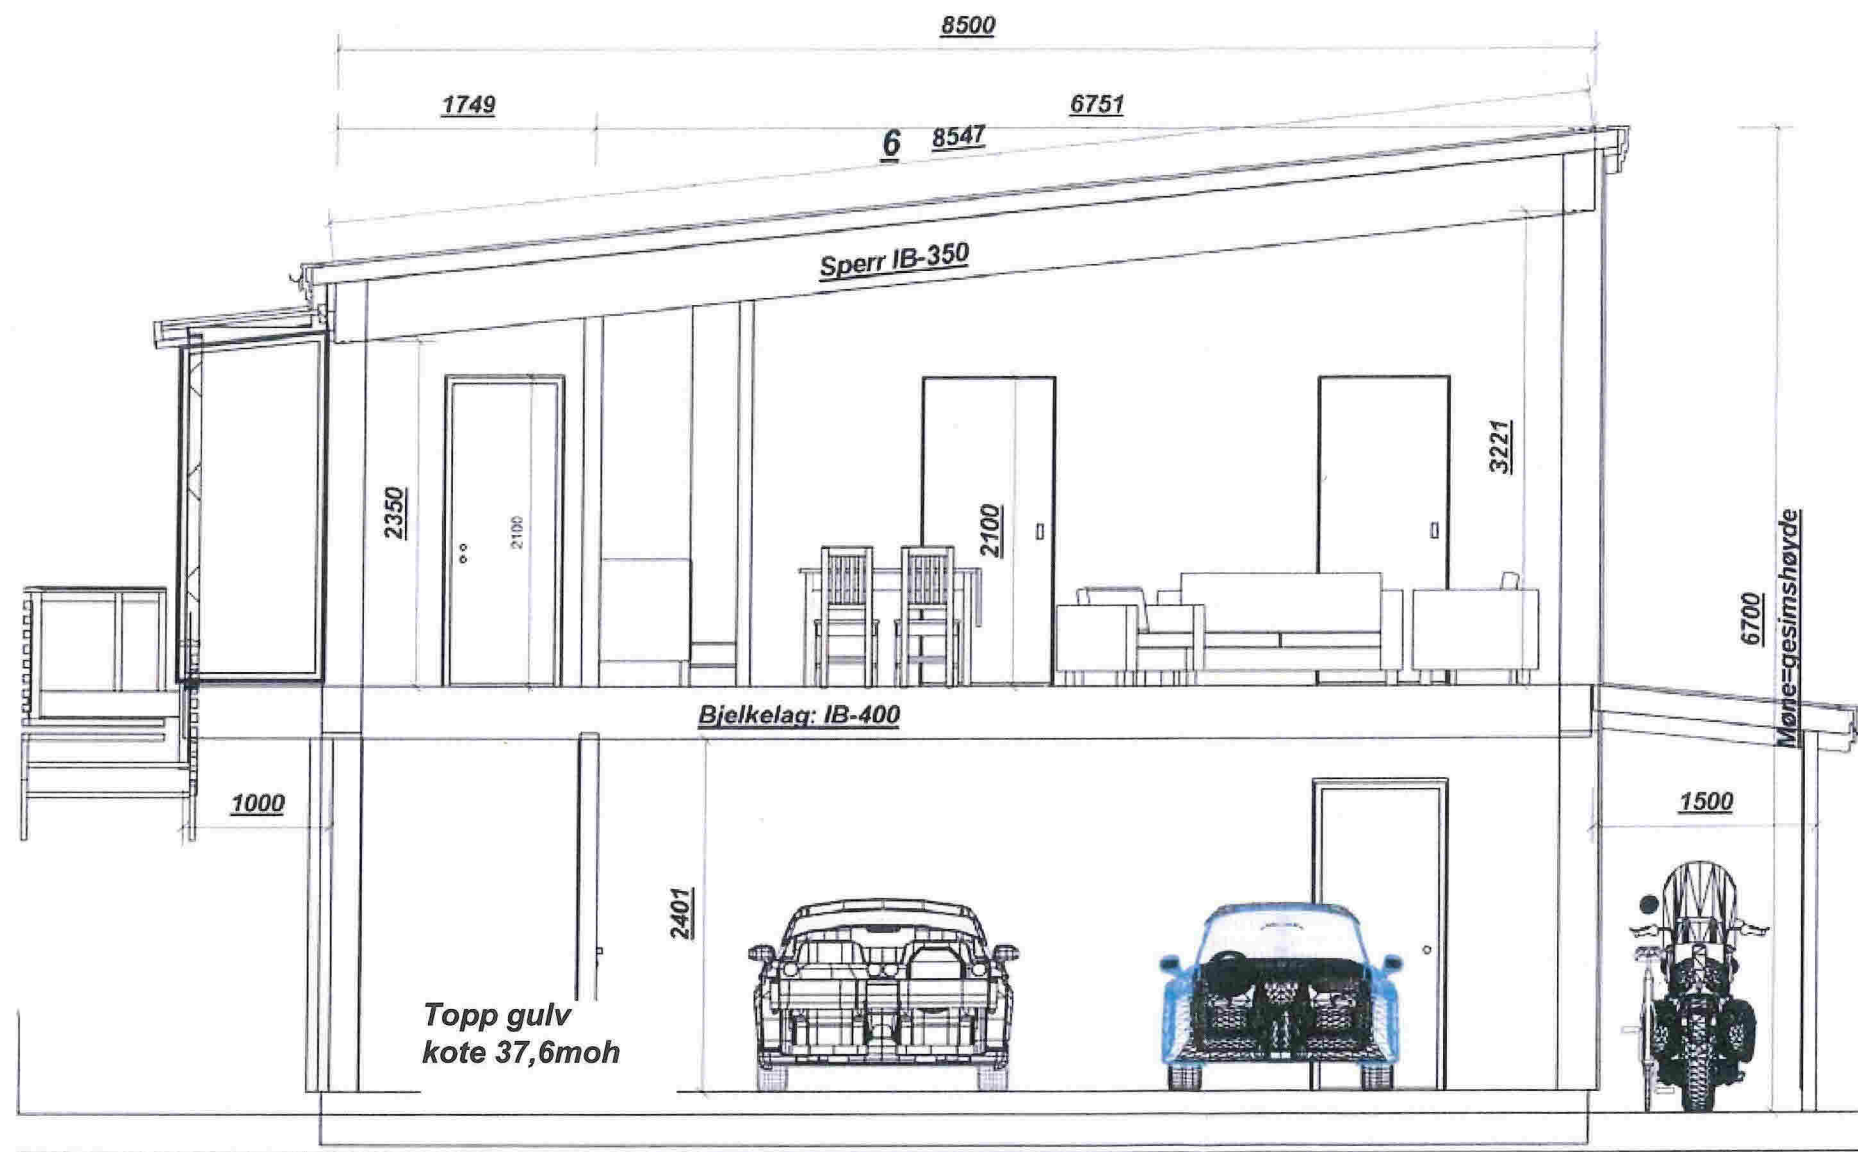 8500
1749
6751
6 8547
Sperr IB-350
2350
2100
2100
3221
6700
Møne=gesimshøyde
Bjelkelag: IB-400
1000
1500
2401
Topp gulv
kote 37,6moh